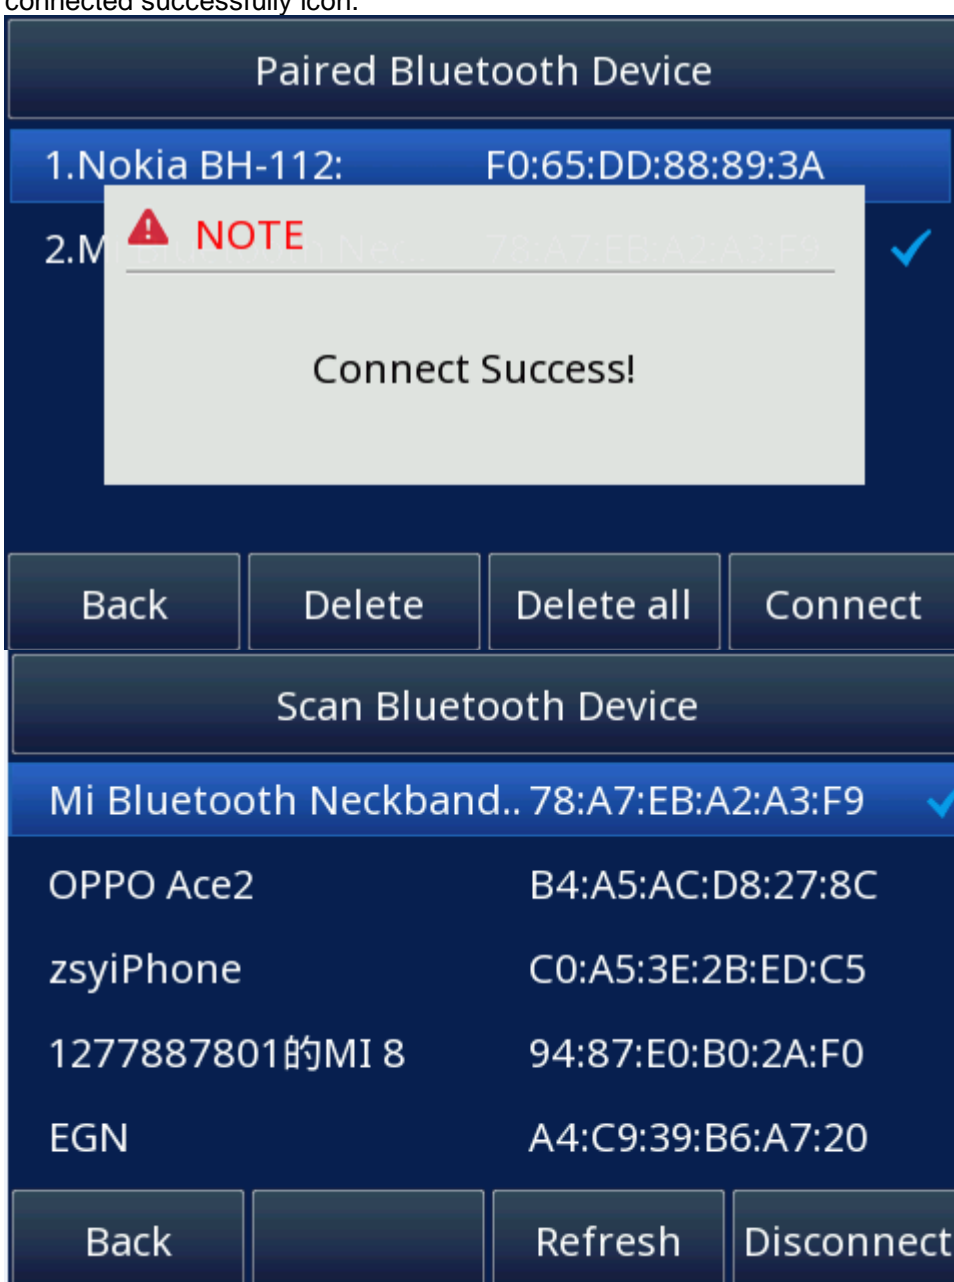 connected successfully icon.
Paired Bluetooth Device
1.Nokia BH-112: F0:65:DD:88:89:3A
NOTE
2.Mi Bluetooth Nec.. 78:A7:EB:A2:A3:F9
Connect Success!
Back Delete Delete all Connect
Scan Bluetooth Device
Mi Bluetooth Neckband.. 78:A7:EB:A2:A3:F9
OPPO Ace2 B4:A5:AC:D8:27:8C
zsyiPhone C0:A5:3E:2B:ED:C5
1277887801的MI 8 94:87:E0:B0:2A:F0
EGN A4:C9:39:B6:A7:20
Back Refresh Disconnect